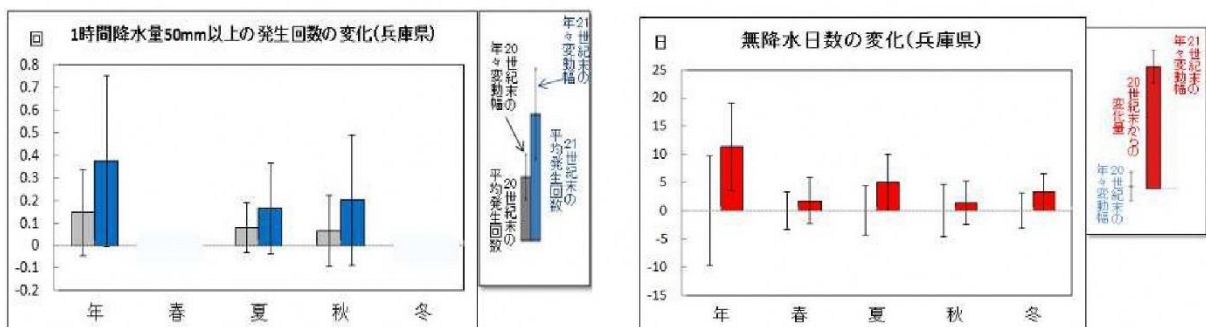 回
1時間降水量50mm以上の発生回数の変化(兵庫県)
0.8
0.7
0.6
0.5
0.4
0.3
0.2
0.1
0
-0.1
-0.2
年 春 夏 秋 冬
21世紀末の
年々変動幅
20世紀末の
年々変動幅
21世紀末の
平均発生回数
20世紀末の
平均発生回数
日
無降水日数の変化(兵庫県)
25
20
15
10
5
0
-5
-10
-15
年 春 夏 秋 冬
21世紀末の
年々変動幅
20世紀末からの
変化量
20世紀末の
年々変動幅